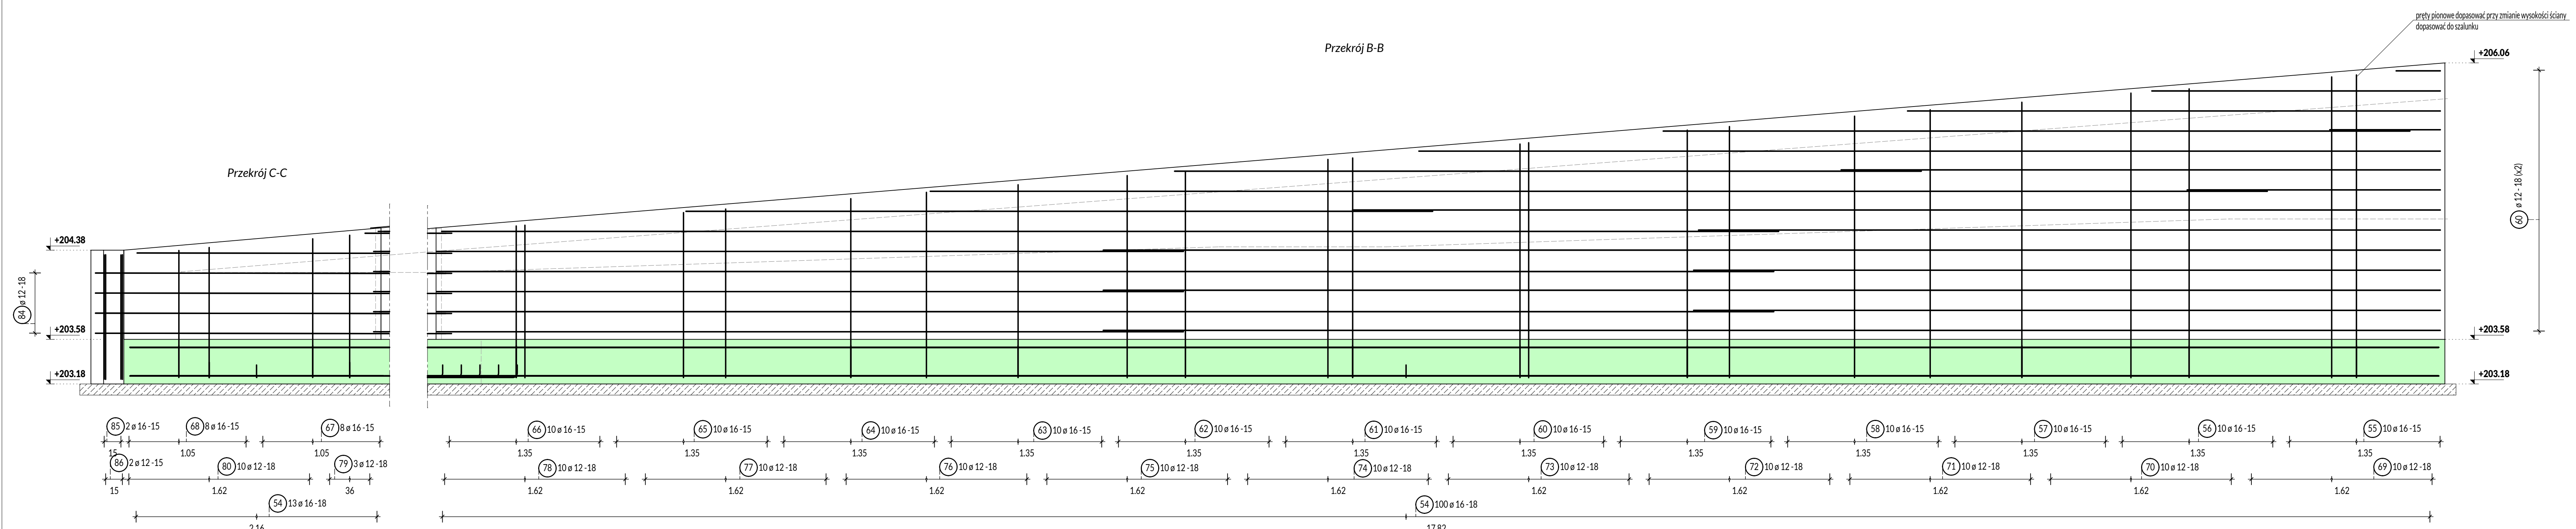 pręty pionowe dopasować przy zmianie wysokości ściany
dopasować do szalunku
Przekrój B-B
+206.06
Przekrój C-C
60 ø 12 - 18 (x2)
+204.38
84 ø 12 -18
+203.58
+203.58
+203.18
+203.18
85 2 ø 16 -15
68 8 ø 16 -15
67 8 ø 16 -15
66 10 ø 16 -15
65 10 ø 16 -15
64 10 ø 16 -15
63 10 ø 16 -15
62 10 ø 16 -15
61 10 ø 16 -15
60 10 ø 16 -15
59 10 ø 16 -15
58 10 ø 16 -15
57 10 ø 16 -15
56 10 ø 16 -15
55 10 ø 16 -15
15
1.05
1.05
1.35
1.35
1.35
1.35
1.35
1.35
1.35
1.35
1.35
1.35
1.35
1.35
86 2 ø 12 -15
80 10 ø 12 -18
79 3 ø 12 -18
78 10 ø 12 -18
77 10 ø 12 -18
76 10 ø 12 -18
75 10 ø 12 -18
74 10 ø 12 -18
73 10 ø 12 -18
72 10 ø 12 -18
71 10 ø 12 -18
70 10 ø 12 -18
69 10 ø 12 -18
15
1.62
36
1.62
1.62
1.62
1.62
1.62
1.62
1.62
1.62
1.62
1.62
54 13 ø 16 -18
54 100 ø 16 -18
2.16
17.82